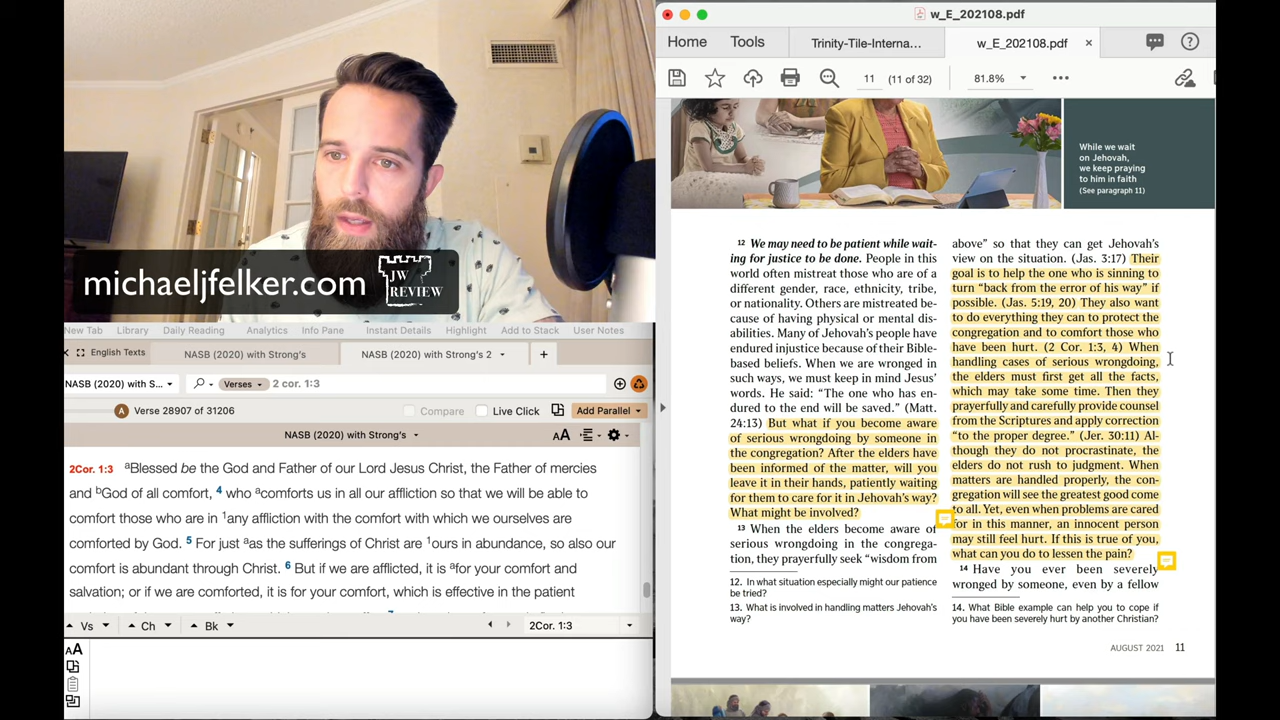 michaeljfelker.com
JW
REVIEW
New Tab Library Daily Reading Analytics Info Pane Instant Details Highlight Add to Stack User Notes
English Texts NASB (2020) with Strong's NASB (2020) with Strong's 2 +
NASB (2020) with S... Verses 2 cor. 1:3
A Verse 28907 of 31206 Compare Live Click Add Parallel
NASB (2020) with Strong's AA
2Cor. 1:3 aBlessed be the God and Father of our Lord Jesus Christ, the Father of mercies
and bGod of all comfort, 4 who acomforts us in all our affliction so that we will be able to
comfort those who are in 1any affliction with the comfort with which we ourselves are
comforted by God. 5 For just aas the sufferings of Christ are 1ours in abundance, so also our
comfort is abundant through Christ. 6 But if we are afflicted, it is afor your comfort and
salvation; or if we are comforted, it is for your comfort, which is effective in the patient
Vs Ch Bk 2Cor. 1:3
AA
w_E_202108.pdf
Home Tools Trinity-Tile-Interna... w_E_202108.pdf ×
11 (11 of 32) 81.8%
While we wait
on Jehovah,
we keep praying
to him in faith
(See paragraph 11)
12 We may need to be patient while wait-
ing for justice to be done. People in this
world often mistreat those who are of a
different gender, race, ethnicity, tribe,
or nationality. Others are mistreated be-
cause of having physical or mental dis-
abilities. Many of Jehovah's people have
endured injustice because of their Bible-
based beliefs. When we are wronged in
such ways, we must keep in mind Jesus'
words. He said: "The one who has en-
dured to the end will be saved." (Matt.
24:13) But what if you become aware
of serious wrongdoing by someone in
the congregation? After the elders have
been informed of the matter, will you
leave it in their hands, patiently waiting
for them to care for it in Jehovah's way?
What might be involved?
13 When the elders become aware of
serious wrongdoing in the congrega-
tion, they prayerfully seek "wisdom from
12. In what situation especially might our patience
be tried?
13. What is involved in handling matters Jehovah's
way?
above" so that they can get Jehovah's
view on the situation. (Jas. 3:17) Their
goal is to help the one who is sinning to
turn "back from the error of his way" if
possible. (Jas. 5:19, 20) They also want
to do everything they can to protect the
congregation and to comfort those who
have been hurt. (2 Cor. 1:3, 4) When
handling cases of serious wrongdoing,
the elders must first get all the facts,
which may take some time. Then they
prayerfully and carefully provide counsel
from the Scriptures and apply correction
"to the proper degree." (Jer. 30:11) Al-
though they do not procrastinate, the
elders do not rush to judgment. When
matters are handled properly, the con-
gregation will see the greatest good come
to all. Yet, even when problems are cared
for in this manner, an innocent person
may still feel hurt. If this is true of you,
what can you do to lessen the pain?
14 Have you ever been severely
wronged by someone, even by a fellow
14. What Bible example can help you to cope if
you have been severely hurt by another Christian?
AUGUST 2021 11